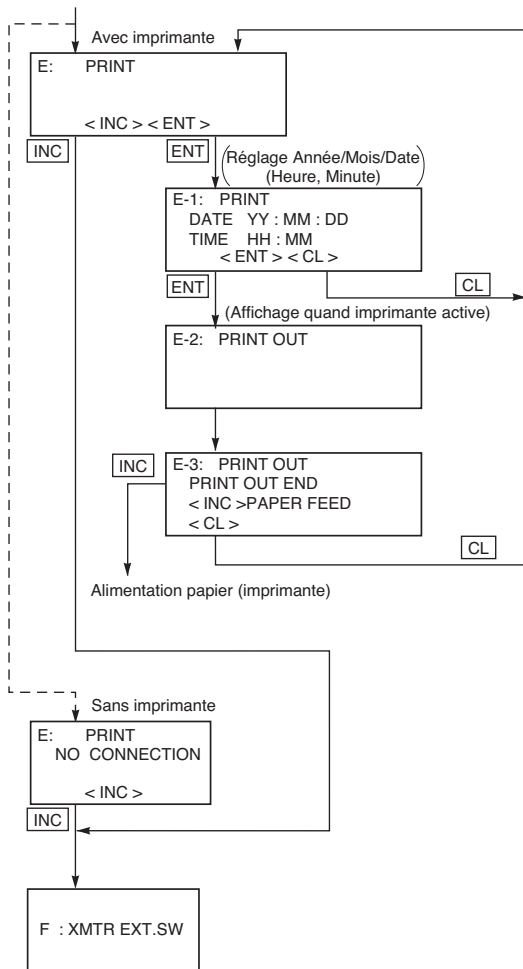 Avec imprimante
E: PRINT
< INC > < ENT >
INC
ENT
(Réglage Année/Mois/Date
(Heure, Minute))
E-1: PRINT
DATE YY : MM : DD
TIME HH : MM
< ENT > < CL >
ENT
CL
(Affichage quand imprimante active)
E-2: PRINT OUT
INC
E-3: PRINT OUT
PRINT OUT END
< INC >PAPER FEED
< CL >
CL
Alimentation papier (imprimante)
Sans imprimante
E: PRINT
NO CONNECTION
< INC >
INC
F : XMTR EXT.SW